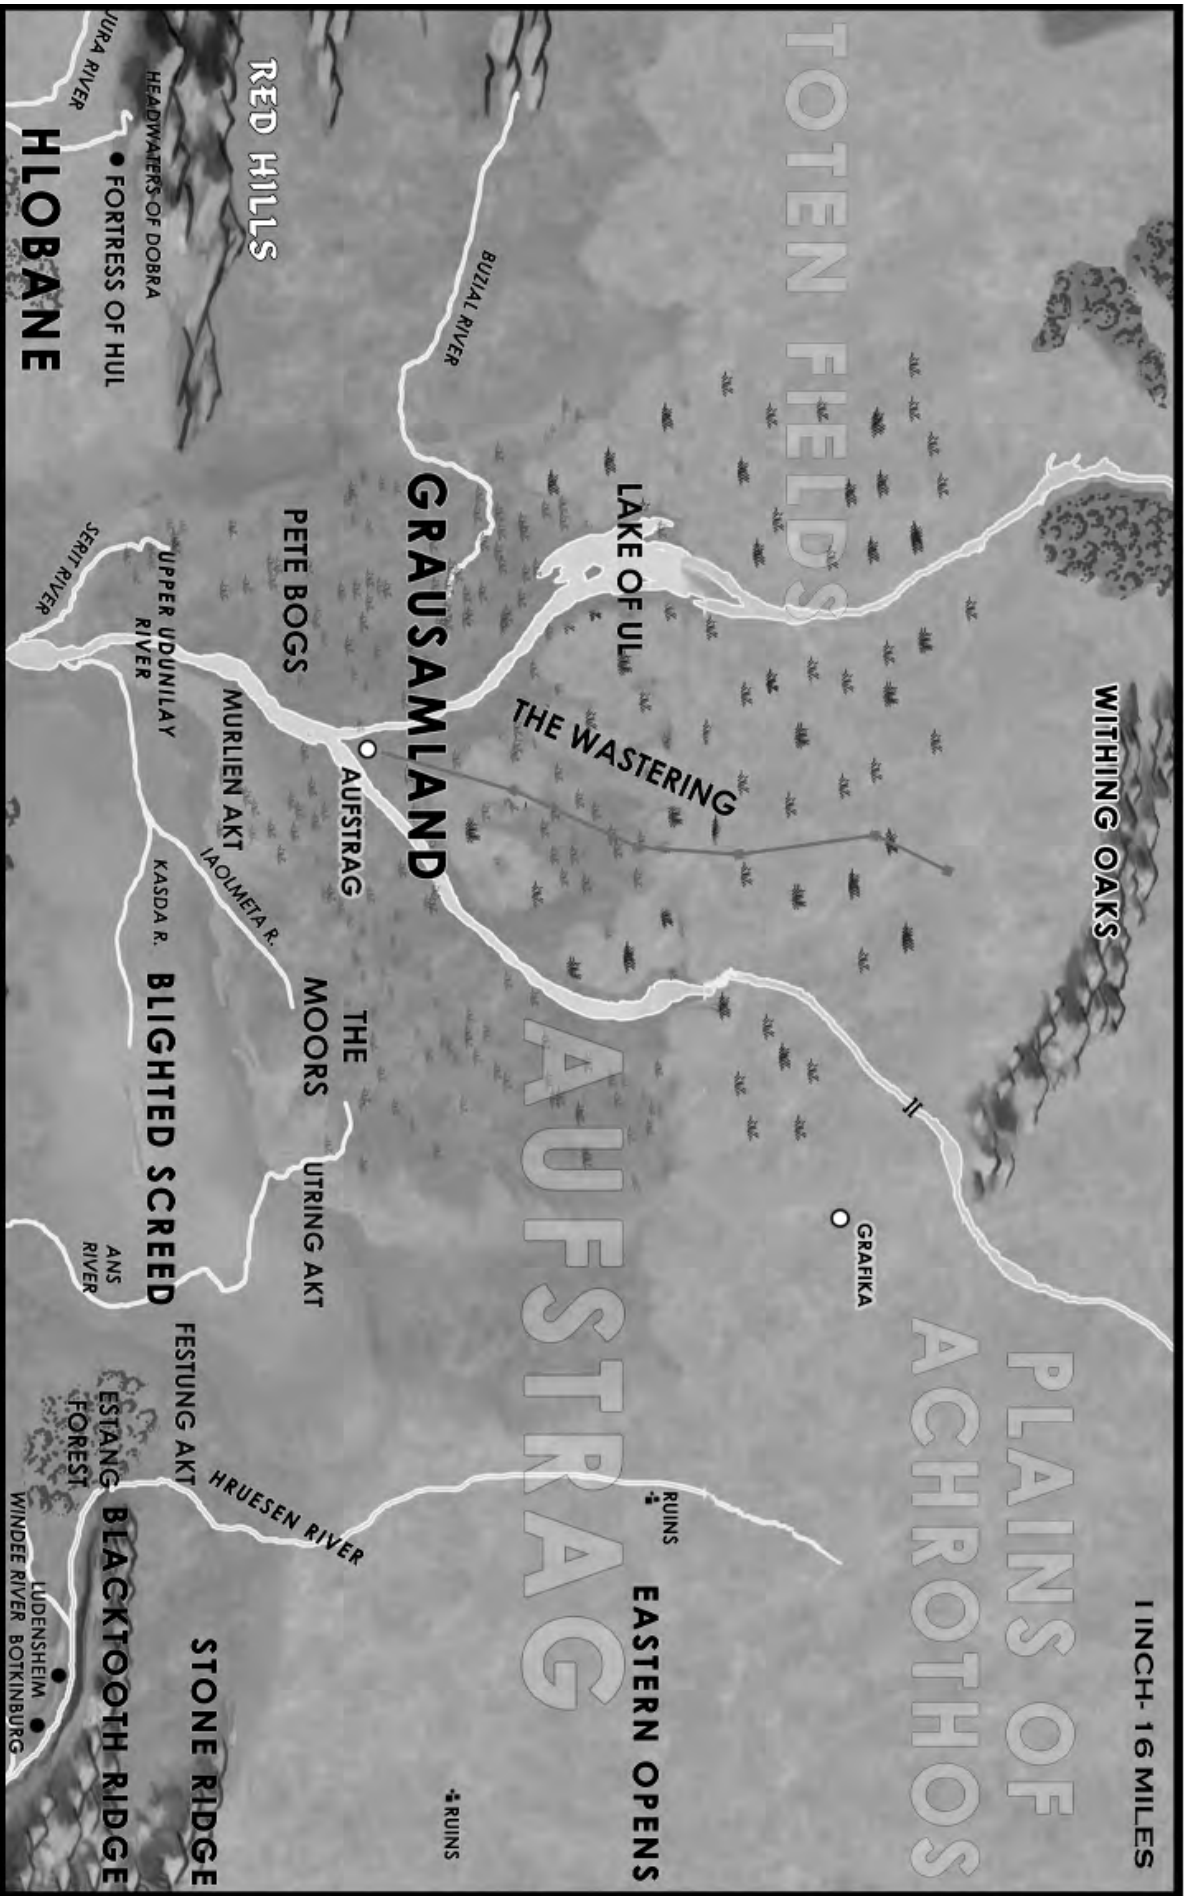 1 INCH- 16 MILES
WITHING OAKS
PLAINS OF
ACHROTHOS
TOTEN FIELDS
GRAFIKA
LAKE OF UL
THE WASTERING
RUINS
EASTERN OPENS
AUFSTRAG
BUZIAL RIVER
GRAUSAMLAND
RUINS
RED HILLS
PETE BOGS
AUFSTRAG
THE
MOORS
UTRING AKT
HRUESEN RIVER
MURLIEN AKT
IAOLMETA R.
STONE RIDGE
HEADWATERS OF DOBRA
UPPER UDUNILAY
RIVER
KASDA R.
BLIGHTED SCREED
FESTUNG AKT
FORTRESS OF HUL
JURA RIVER
SERIT RIVER
ANS
RIVER
ESTANG
FOREST
BLACKTOOTH RIDGE
HLOBANE
LUDENSHEIM
WINDEE RIVER
BOTKINBURG